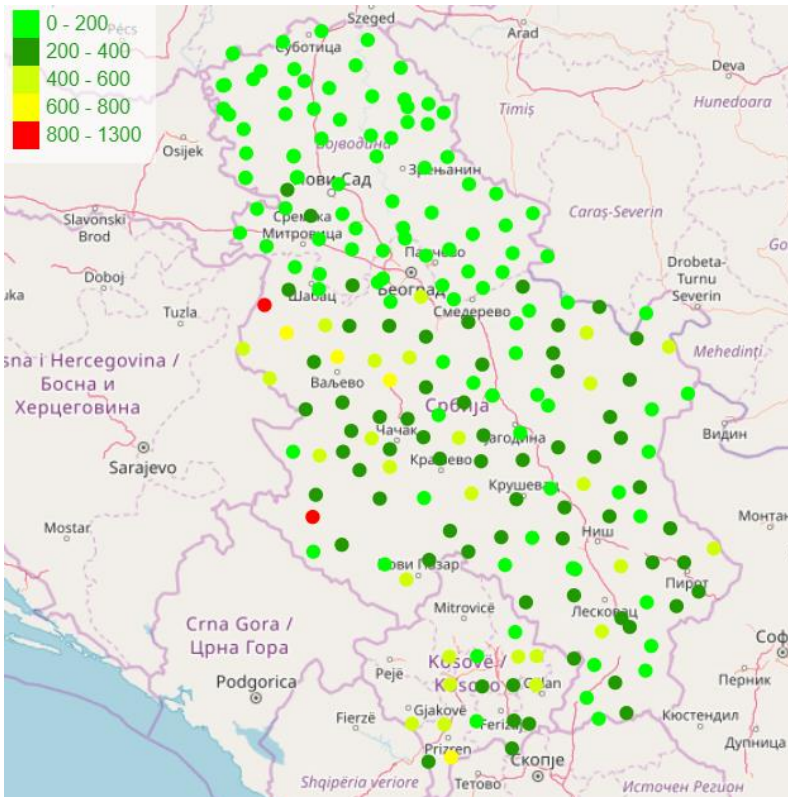 0 - 200
200 - 400
400 - 600
600 - 800
800 - 1300
Pécs
Szeged
Суботица
Arad
Deva
Hunedoara
Timiș
Osijek
Војводина
Зрењанин
Нови Сад
Caraș-Severin
Slavonski
Brod
Сремска
Митровица
Панчево
Београд
Doboj
Шабац
Смедерево
Drobeta-
Turnu
Severin
Tuzla
Mehedinți
sna i Hercegovina /
Босна и
Херцеговина
Ваљево
Србија
Видин
Чачак
Јагодина
Sarajevo
Краљево
Крушевац
Монтан
Mostar
Ниш
Нови Пазар
Пирот
Mitrovicë
Лесковац
Crna Gora /
Црна Гора
Соф
Kosovë /
Kosovo
Pejë
Перник
Podgorica
Gjilan
Gjakovë
Fierzë
Ferizaj
Кюстендил
Prizren
Дупница
Скопје
Тетово
Shqipëria veriore
Източен Регион